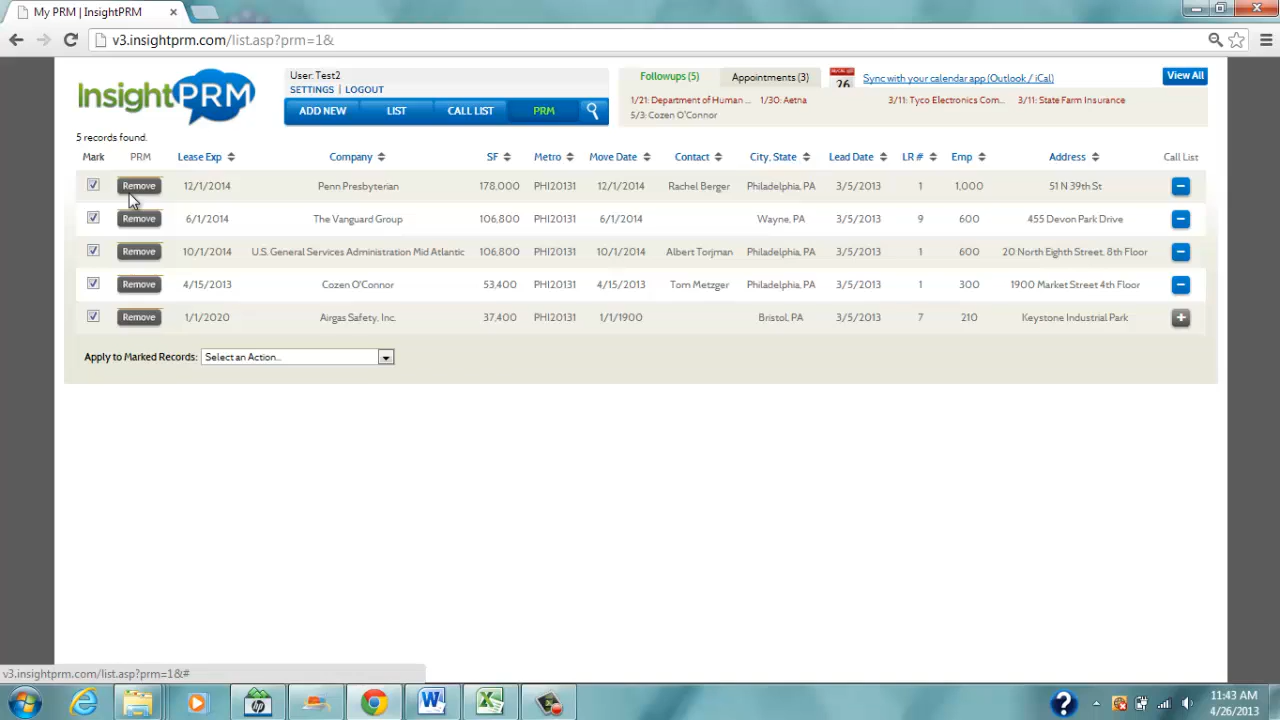 My PRM | InsightPRM
v3.insightprm.com/list.asp?prm=1&
InsightPRM
User: Test2
SETTINGS | LOGOUT
ADD NEW LIST CALL LIST PRM
Followups (5) Appointments (3)
26
Sync with your calendar app (Outlook / iCal)
View All
1/21: Department of Human ... 1/30: Aetna 3/11: Tyco Electronics Com... 3/11: State Farm Insurance
5/3: Cozen O'Connor
5 records found.
Mark PRM Lease Exp Company SF Metro Move Date Contact City, State Lead Date LR # Emp Address Call List
Remove 12/1/2014 Penn Presbyterian 178,000 PHI20131 12/1/2014 Rachel Berger Philadelphia, PA 3/5/2013 1 1,000 51 N 39th St
Remove 6/1/2014 The Vanguard Group 106,800 PHI20131 6/1/2014 Wayne, PA 3/5/2013 9 600 455 Devon Park Drive
Remove 10/1/2014 U.S. General Services Administration Mid Atlantic 106,800 PHI20131 10/1/2014 Albert Torjman Philadelphia, PA 3/5/2013 1 600 20 North Eighth Street, 8th Floor
Remove 4/15/2013 Cozen O'Connor 53,400 PHI20131 4/15/2013 Tom Metzger Philadelphia, PA 3/5/2013 1 300 1900 Market Street 4th Floor
Remove 1/1/2020 Airgas Safety, Inc. 37,400 PHI20131 1/1/1900 Bristol, PA 3/5/2013 7 210 Keystone Industrial Park
Apply to Marked Records: Select an Action...
v3.insightprm.com/list.asp?prm=1&#
11:43 AM
4/26/2013